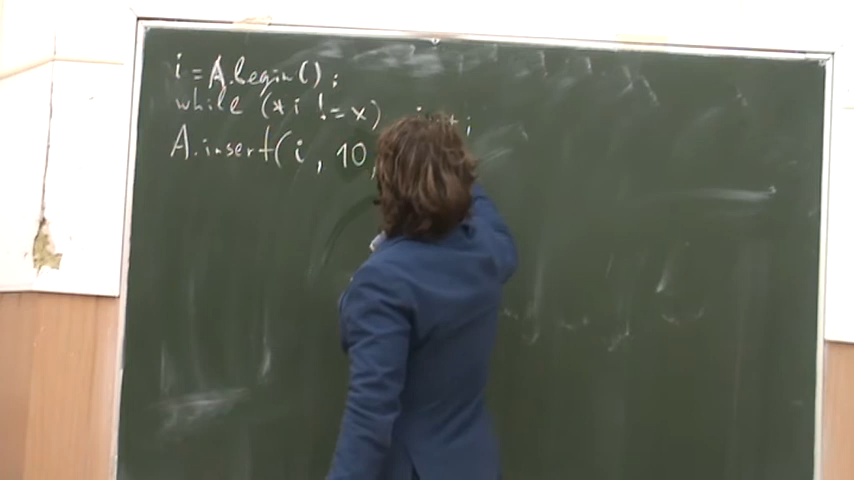 i = A.begin();
while (*i != x) i++;
A.insert(i, 10,